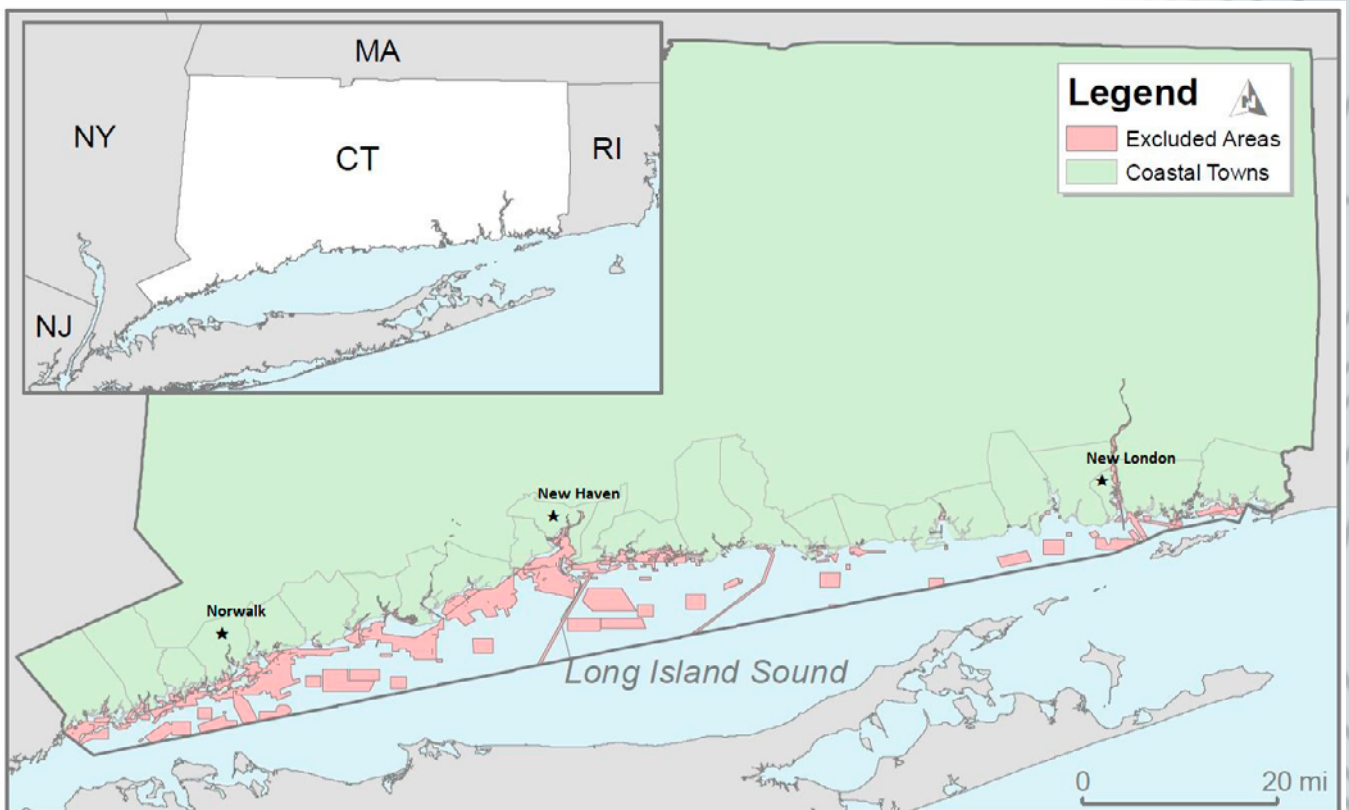 MA
NY
CT
RI
NJ
Legend
N
Excluded Areas
Coastal Towns
New London
New Haven
Norwalk
Long Island Sound
0 20 mi